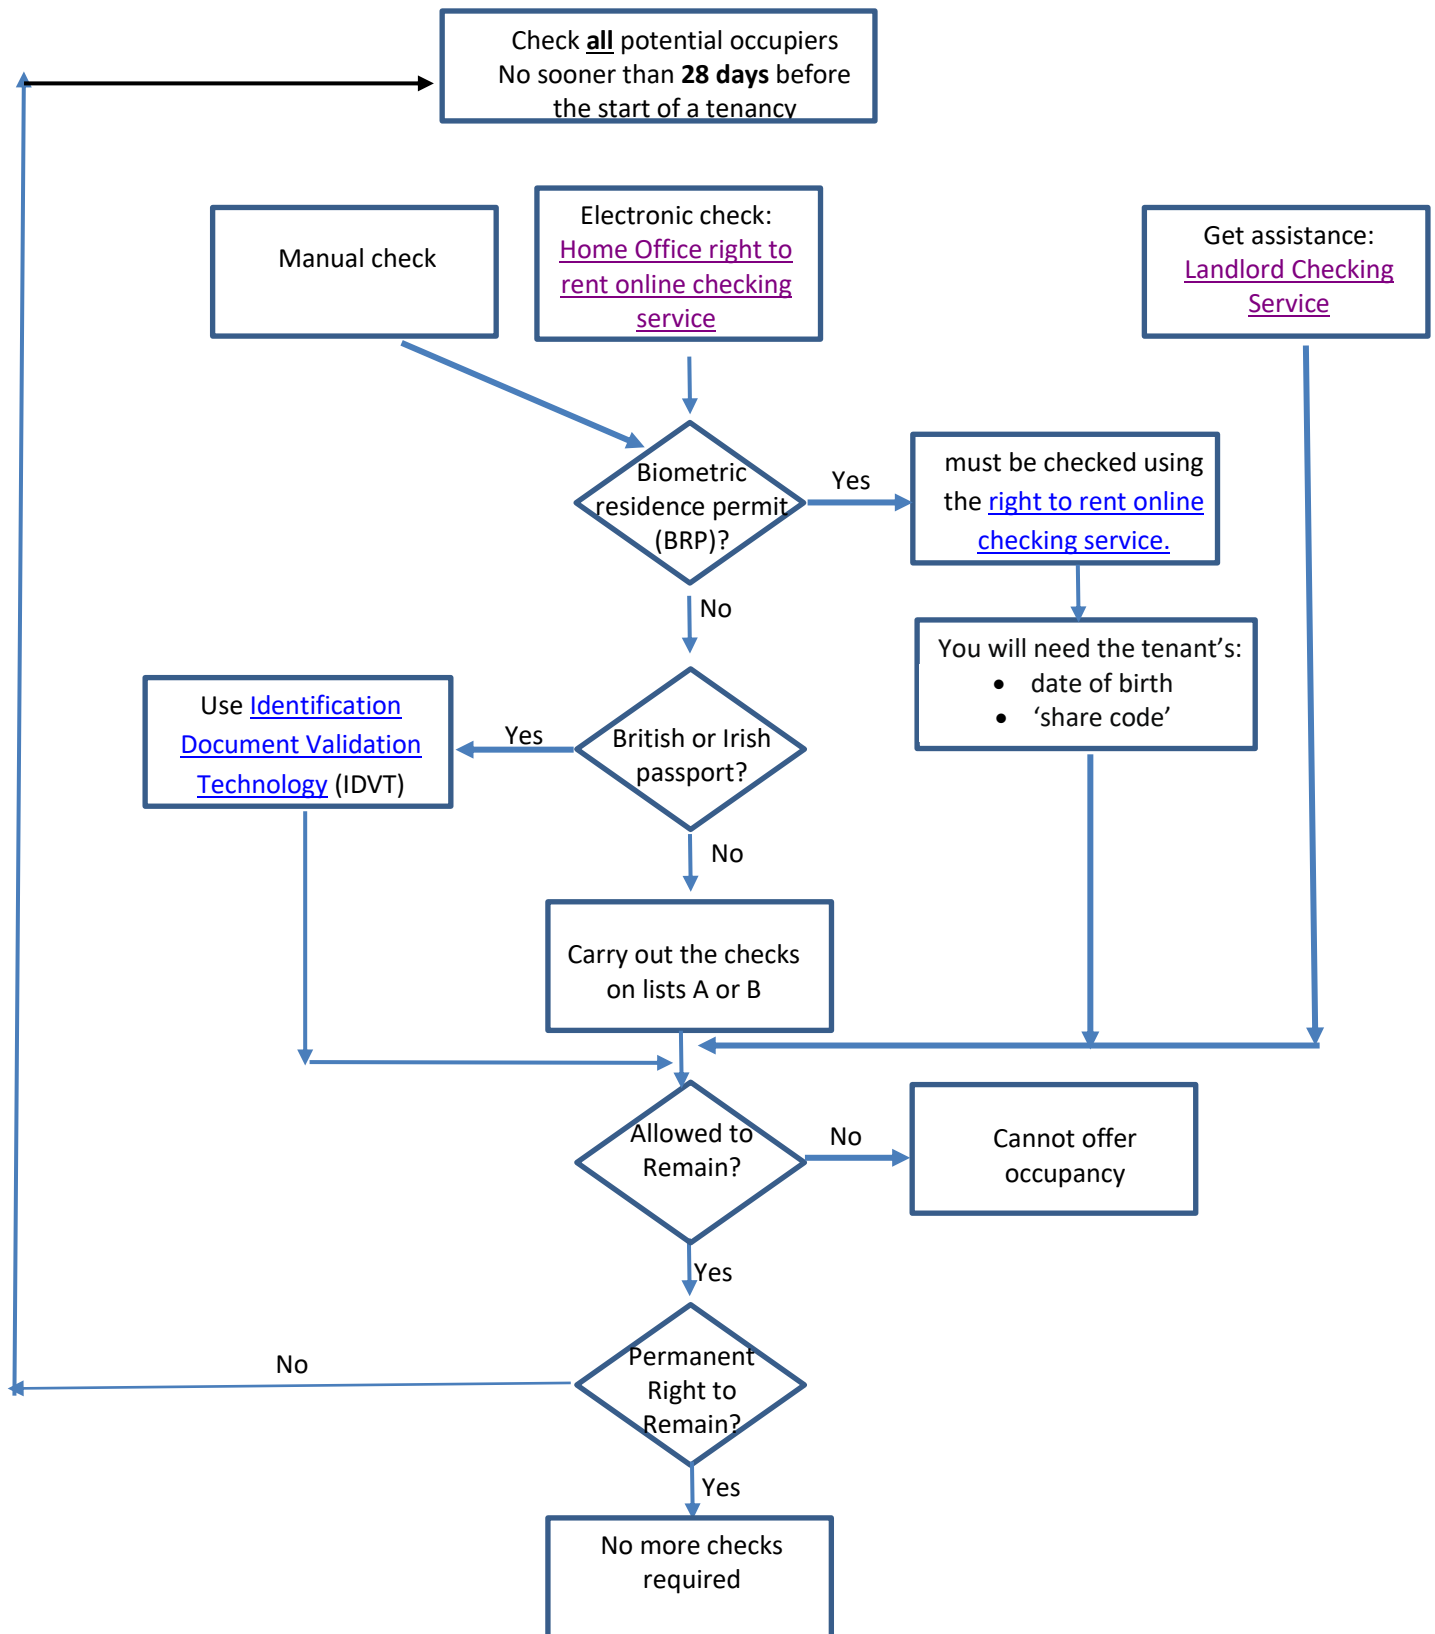 Check all potential occupiers
No sooner than 28 days before
the start of a tenancy
Manual check
Electronic check:
Home Office right to
rent online checking
service
Get assistance:
Landlord Checking
Service
Biometric
residence permit
(BRP)?
Yes
must be checked using
the right to rent online
checking service.
No
You will need the tenant's:
• date of birth
• 'share code'
Use Identification
Document Validation
Technology (IDVT)
Yes
British or Irish
passport?
No
Carry out the checks
on lists A or B
Allowed to
Remain?
No
Cannot offer
occupancy
Yes
No
Permanent
Right to
Remain?
Yes
No more checks
required